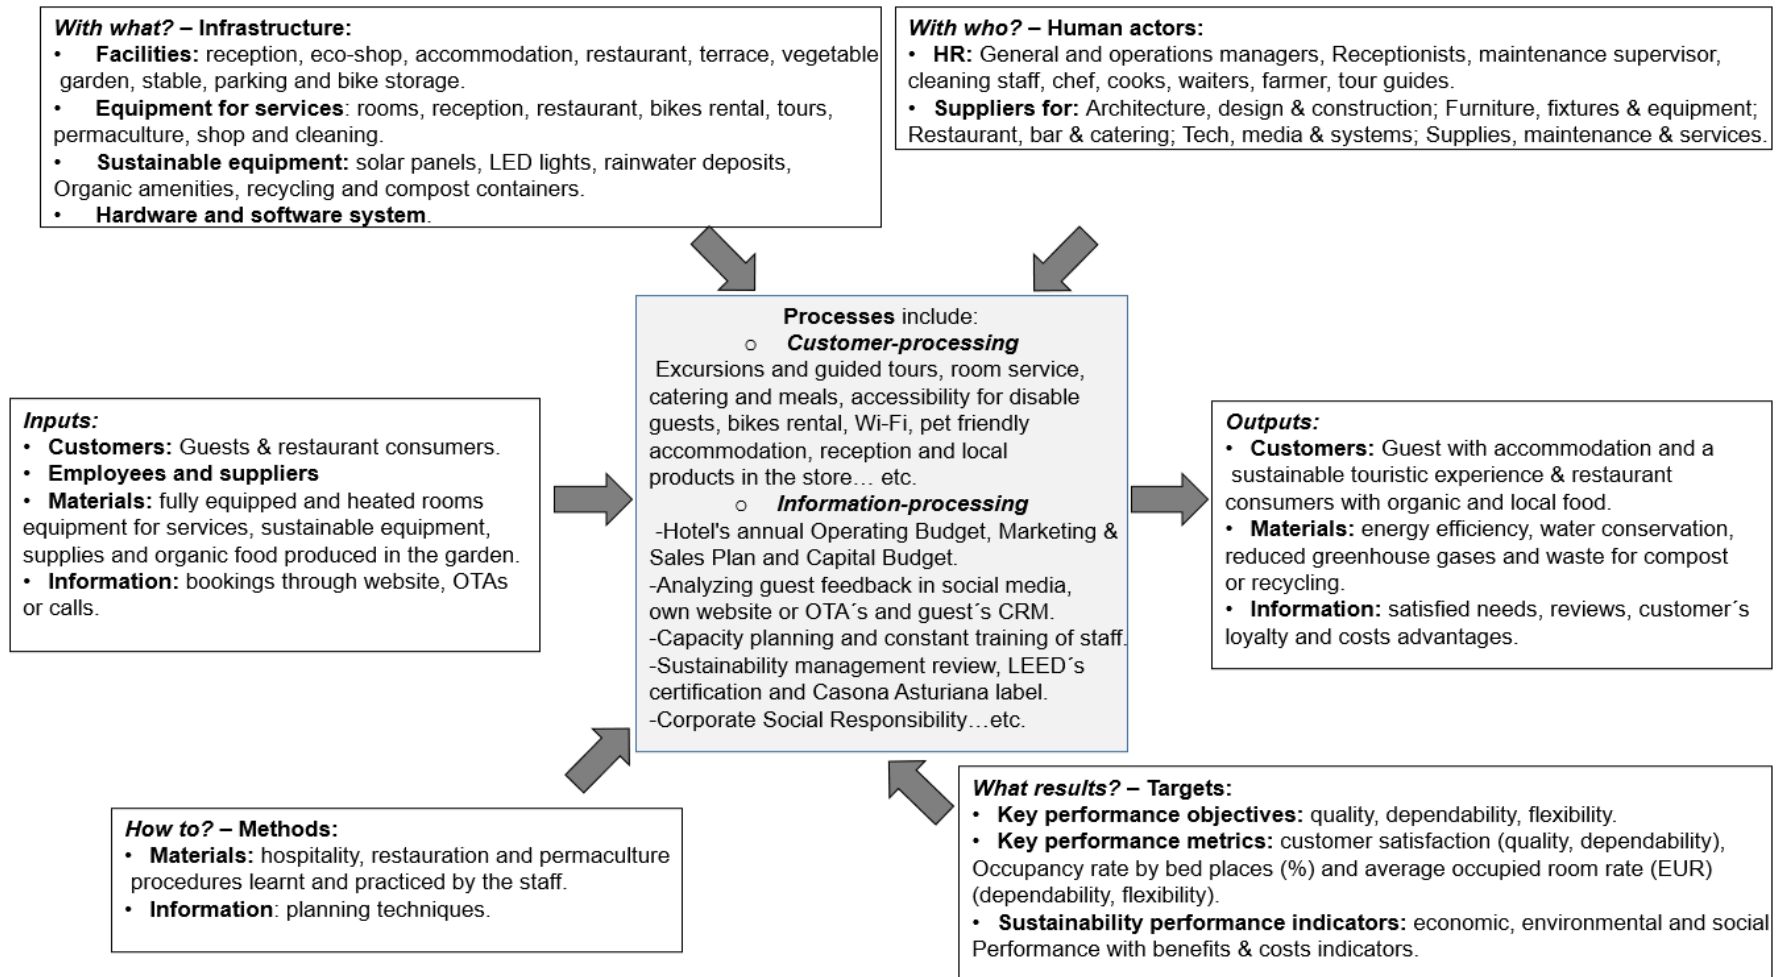 With what? – Infrastructure:
• Facilities: reception, eco-shop, accommodation, restaurant, terrace, vegetable
garden, stable, parking and bike storage.
• Equipment for services: rooms, reception, restaurant, bikes rental, tours,
permaculture, shop and cleaning.
• Sustainable equipment: solar panels, LED lights, rainwater deposits,
Organic amenities, recycling and compost containers.
• Hardware and software system.
With who? – Human actors:
• HR: General and operations managers, Receptionists, maintenance supervisor,
cleaning staff, chef, cooks, waiters, farmer, tour guides.
• Suppliers for: Architecture, design & construction; Furniture, fixtures & equipment;
Restaurant, bar & catering; Tech, media & systems; Supplies, maintenance & services.
Inputs:
• Customers: Guests & restaurant consumers.
• Employees and suppliers
• Materials: fully equipped and heated rooms
equipment for services, sustainable equipment,
supplies and organic food produced in the garden.
• Information: bookings through website, OTAs
or calls.
Processes include:
○ Customer-processing
Excursions and guided tours, room service,
catering and meals, accessibility for disable
guests, bikes rental, Wi-Fi, pet friendly
accommodation, reception and local
products in the store… etc.
○ Information-processing
-Hotel's annual Operating Budget, Marketing &
Sales Plan and Capital Budget.
-Analyzing guest feedback in social media,
own website or OTA´s and guest´s CRM.
-Capacity planning and constant training of staff.
-Sustainability management review, LEED´s
certification and Casona Asturiana label.
-Corporate Social Responsibility…etc.
Outputs:
• Customers: Guest with accommodation and a
sustainable touristic experience & restaurant
consumers with organic and local food.
• Materials: energy efficiency, water conservation,
reduced greenhouse gases and waste for compost
or recycling.
• Information: satisfied needs, reviews, customer´s
loyalty and costs advantages.
How to? – Methods:
• Materials: hospitality, restauration and permaculture
procedures learnt and practiced by the staff.
• Information: planning techniques.
What results? – Targets:
• Key performance objectives: quality, dependability, flexibility.
• Key performance metrics: customer satisfaction (quality, dependability),
Occupancy rate by bed places (%) and average occupied room rate (EUR)
(dependability, flexibility).
• Sustainability performance indicators: economic, environmental and social
Performance with benefits & costs indicators.